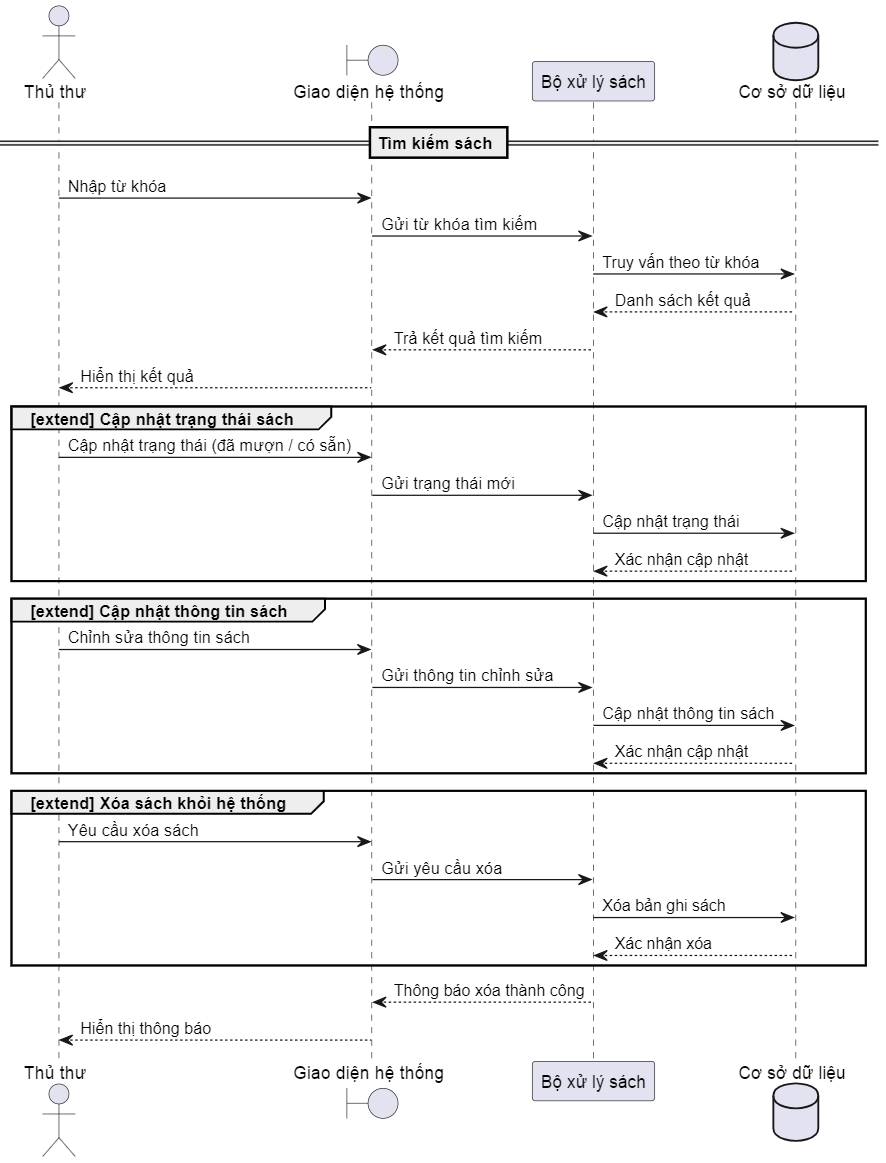 Thủ thư
Giao diện hệ thống
Bộ xử lý sách
Cơ sở dữ liệu
Tìm kiếm sách
Nhập từ khóa
Gửi từ khóa tìm kiếm
Truy vấn theo từ khóa
Danh sách kết quả
Trả kết quả tìm kiếm
Hiển thị kết quả
[extend] Cập nhật trạng thái sách
Cập nhật trạng thái (đã mượn / có sẵn)
Gửi trạng thái mới
Cập nhật trạng thái
Xác nhận cập nhật
[extend] Cập nhật thông tin sách
Chỉnh sửa thông tin sách
Gửi thông tin chỉnh sửa
Cập nhật thông tin sách
Xác nhận cập nhật
[extend] Xóa sách khỏi hệ thống
Yêu cầu xóa sách
Gửi yêu cầu xóa
Xóa bản ghi sách
Xác nhận xóa
Thông báo xóa thành công
Hiển thị thông báo
Thủ thư
Giao diện hệ thống
Bộ xử lý sách
Cơ sở dữ liệu